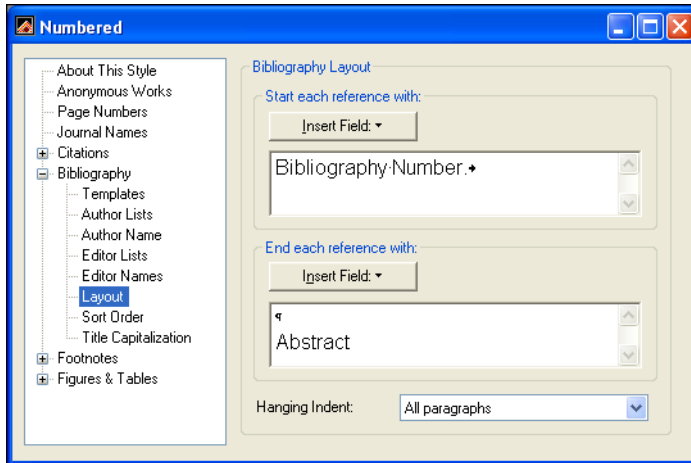 Numbered
About This Style
Anonymous Works
Page Numbers
Journal Names
Citations
Bibliography
Templates
Author Lists
Author Name
Editor Lists
Editor Names
Layout
Sort Order
Title Capitalization
Footnotes
Figures & Tables
Bibliography Layout
Start each reference with:
Insert Field:
Bibliography·Number.→
End each reference with:
Insert Field:
¶
Abstract
Hanging Indent: All paragraphs